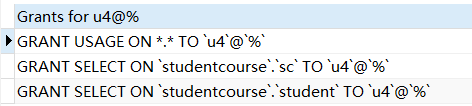 Grants for u4@%
GRANT USAGE ON *.* TO `u4`@`%`
GRANT SELECT ON `studentcourse`.`sc` TO `u4`@`%`
GRANT SELECT ON `studentcourse`.`student` TO `u4`@`%`